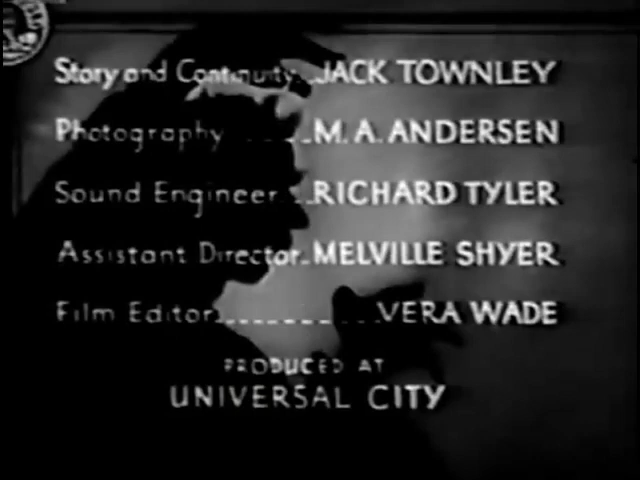 Story and Continuity...JACK TOWNLEY
Photography.....M. A. ANDERSEN
Sound Engineer...RICHARD TYLER
Assistant Director..MELVILLE SHYER
Film Editor............VERA WADE
PRODUCED AT
UNIVERSAL CITY